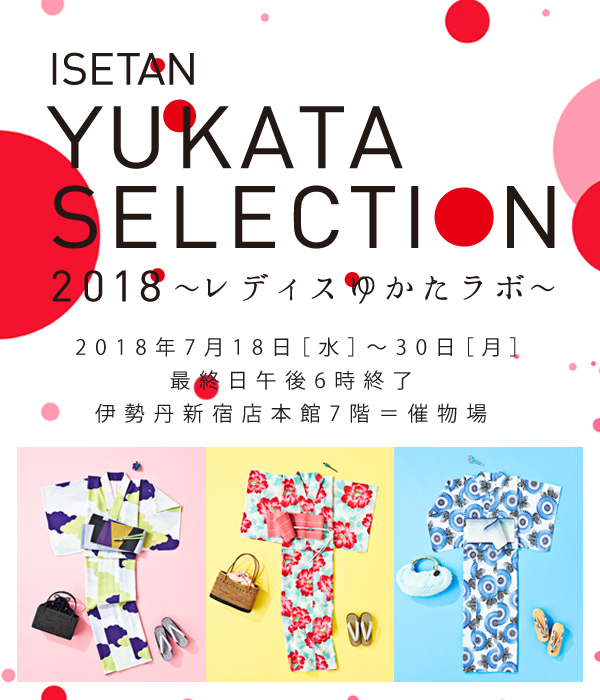 ISETAN
YUKATA
SELECTION
2018～レディスゆかたラボ～
2018年7月18日［水］～30日［月］
最終日午後6時終了
伊勢丹新宿店本館7階＝催物場